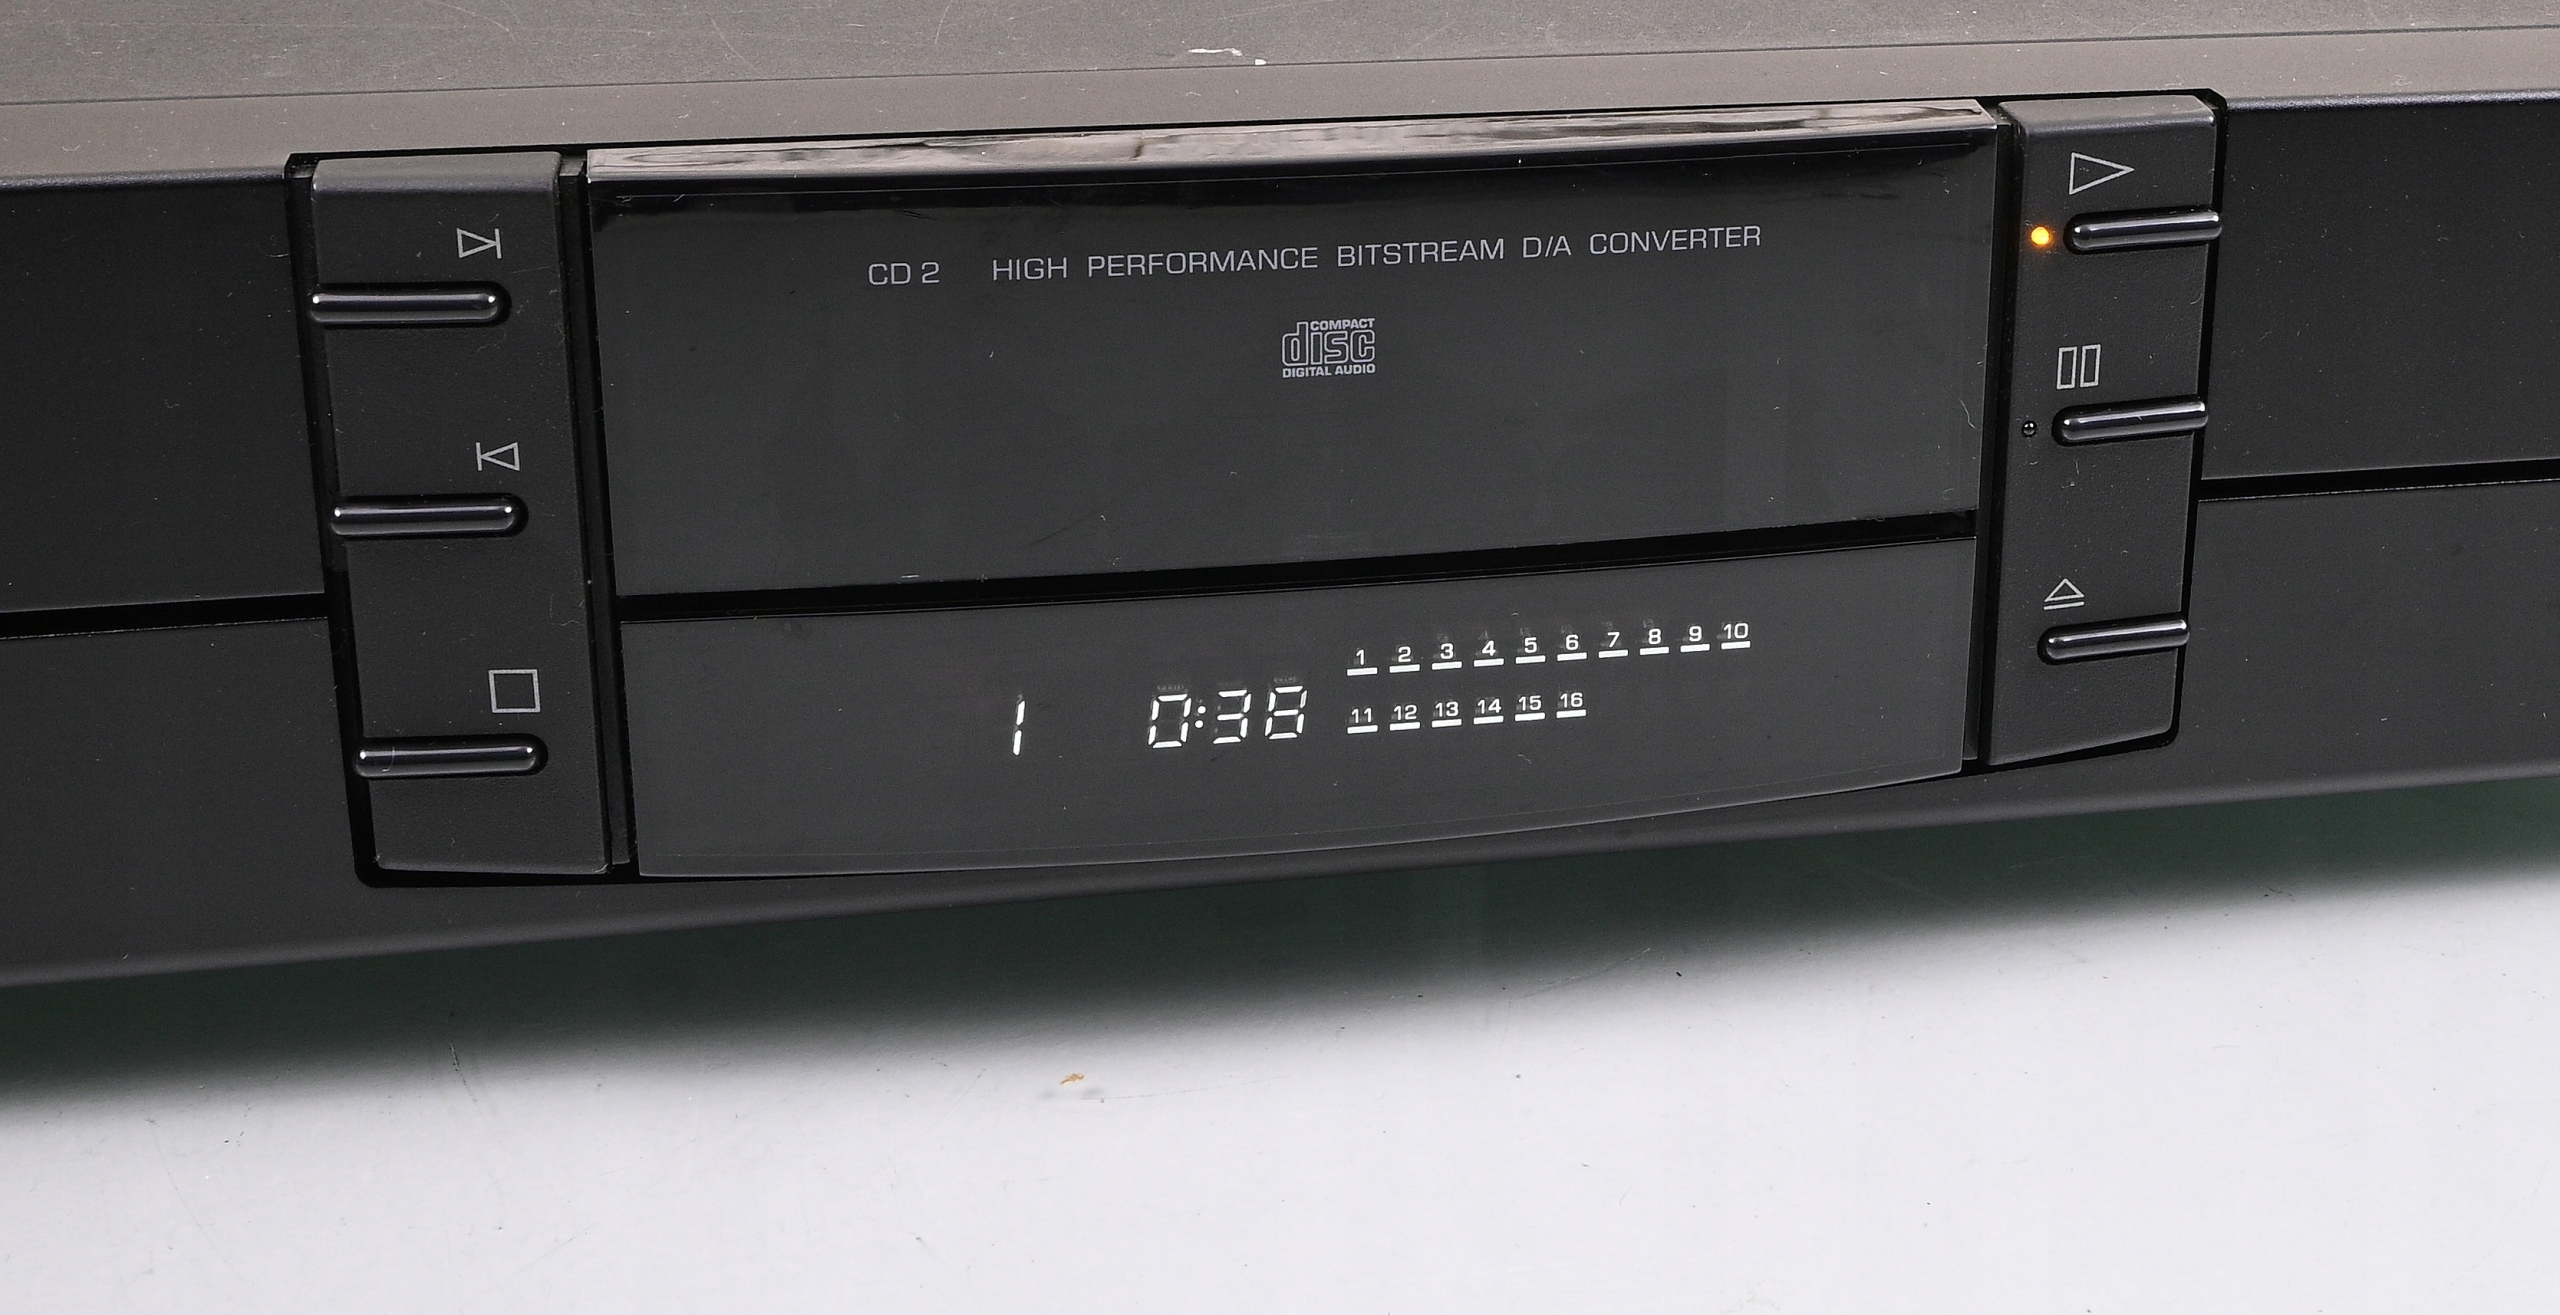 CD 2 HIGH PERFORMANCE BITSTREAM D/A CONVERTER
COMPACT
disc
DIGITAL AUDIO
1 2 3 4 5 6 7 8 9 10
1 0:38
11 12 13 14 15 16